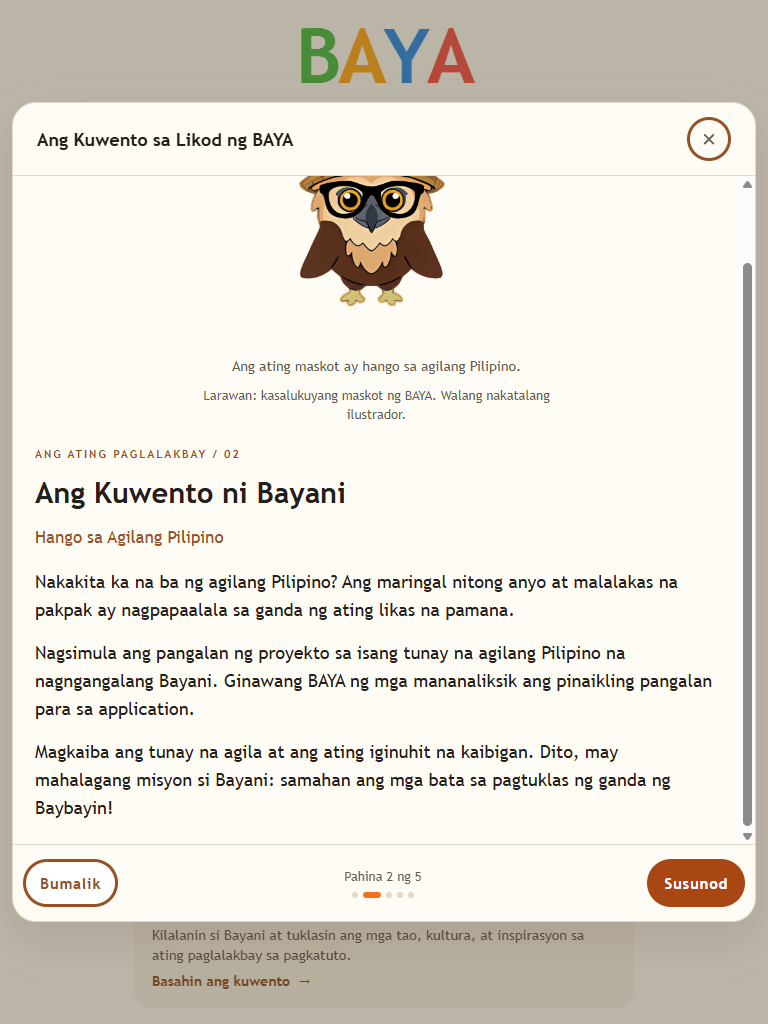 BAYA
Ang Kuwento sa Likod ng BAYA
Ang ating maskot ay hango sa agilang Pilipino.
Larawan: kasalukuyang maskot ng BAYA. Walang nakatalang
ilustrador.
ANG ATING PAGLALAKBAY / 02
Ang Kuwento ni Bayani
Hango sa Agilang Pilipino
Nakakita ka na ba ng agilang Pilipino? Ang maringal nitong anyo at malalakas na
pakpak ay nagpapaalala sa ganda ng ating likas na pamana.
Nagsimula ang pangalan ng proyekto sa isang tunay na agilang Pilipino na
nagngangalang Bayani. Ginawang BAYA ng mga mananaliksik ang pinaikling pangalan
para sa application.
Magkaiba ang tunay na agila at ang ating iginuhit na kaibigan. Dito, may
mahalagang misyon si Bayani: samahan ang mga bata sa pagtuklas ng ganda ng
Baybayin!
Bumalik
Pahina 2 ng 5
Susunod
Kilalanin si Bayani at tuklasin ang mga tao, kultura, at inspirasyon sa
ating paglalakbay sa pagkatuto.
Basahin ang kuwento →